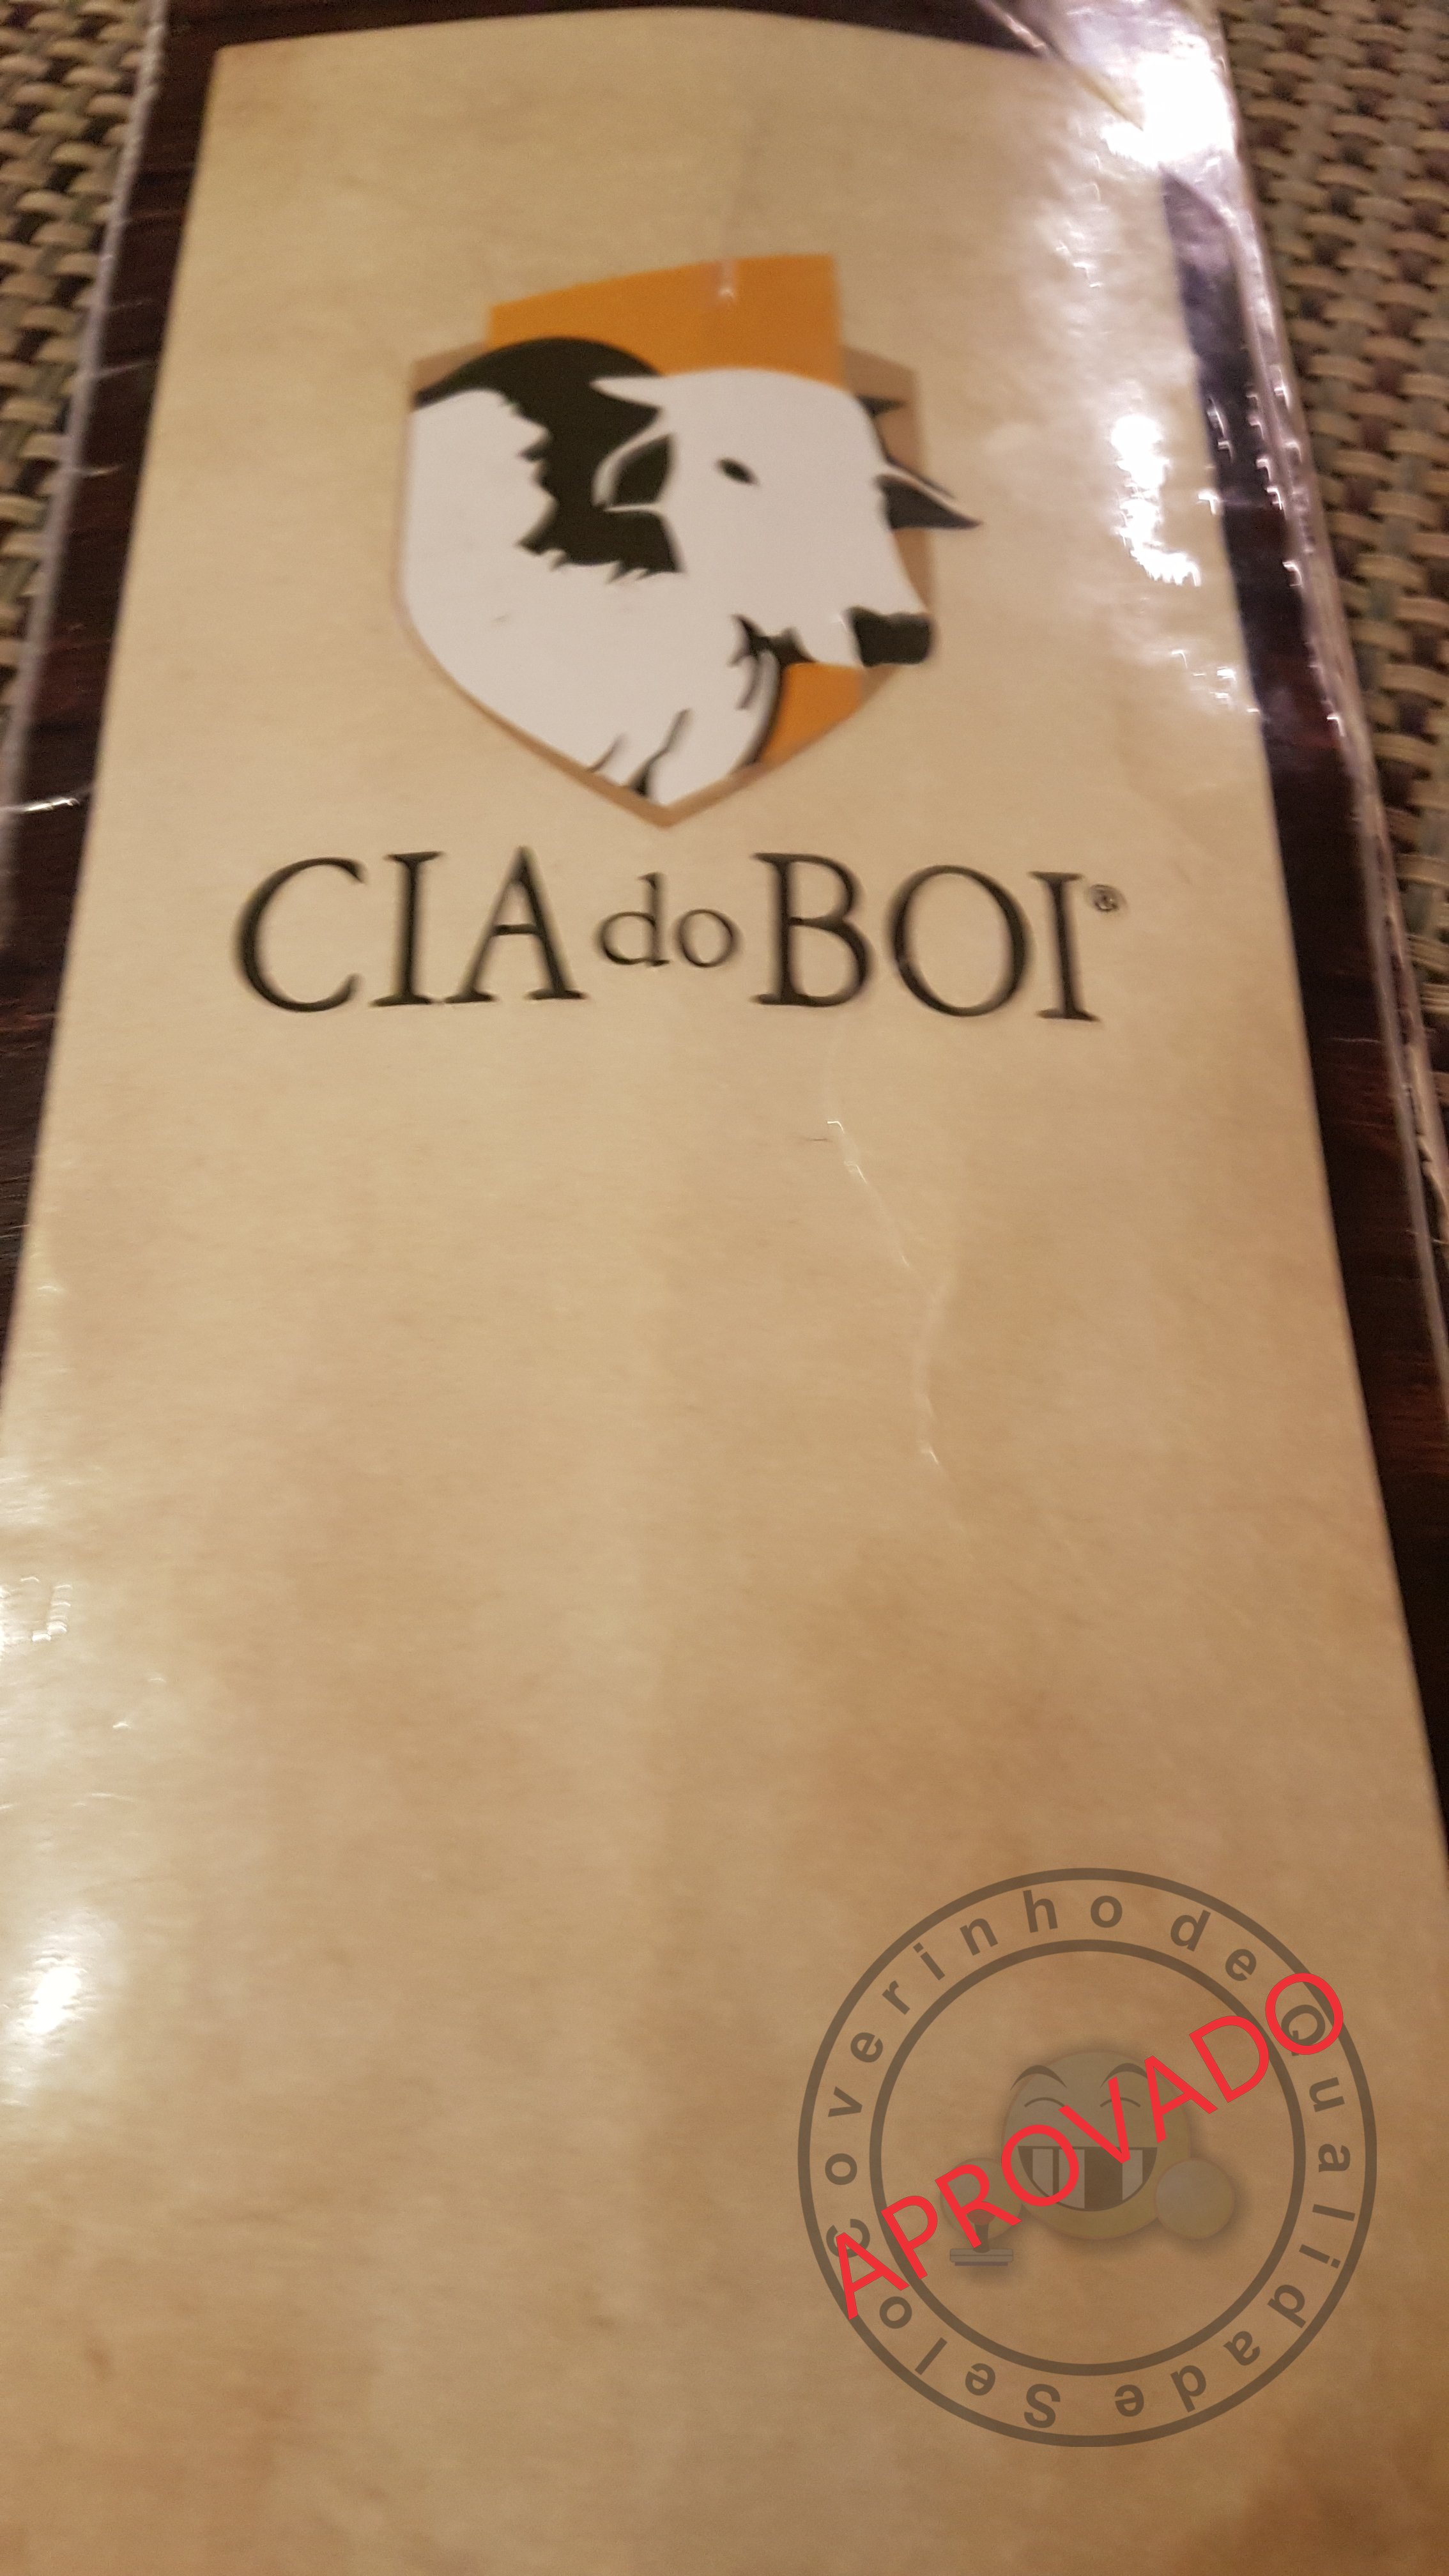 CIA do BOI®
Selo Coverinho de Qualidade
APROVADO